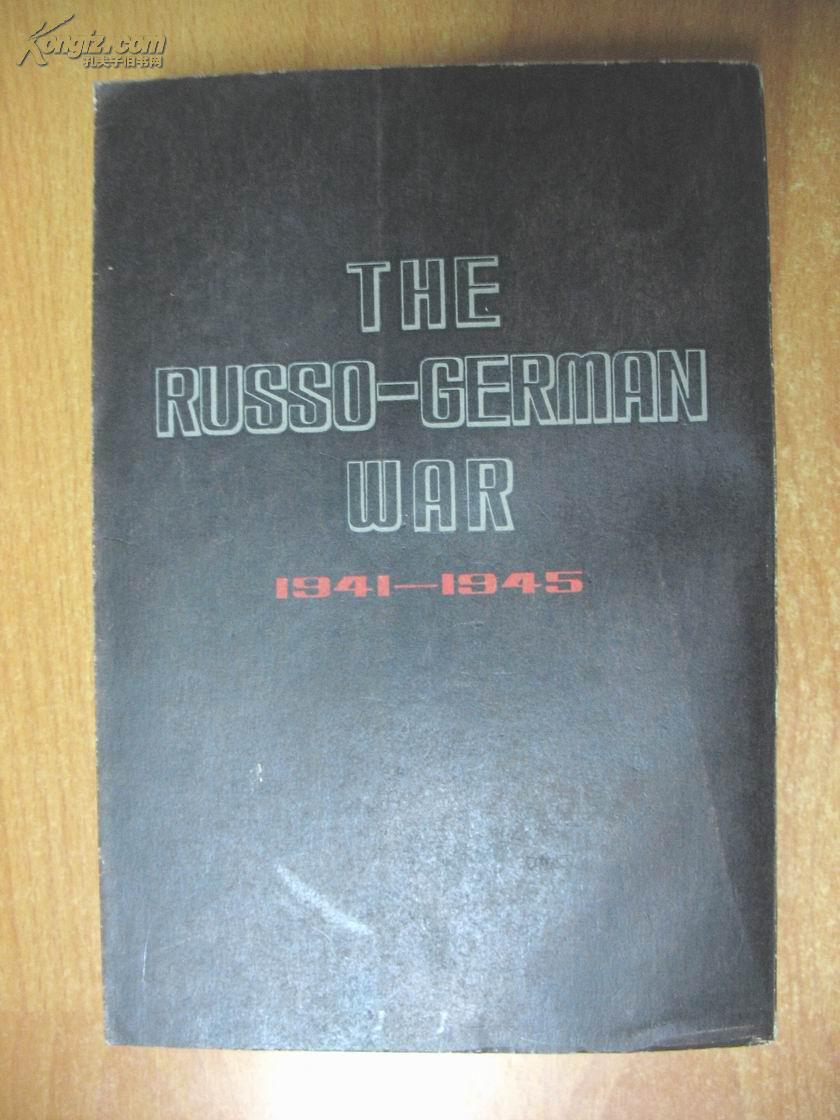 Kongfz.com
孔夫子旧书网
THE
RUSSO-GERMAN
WAR
1941—1945